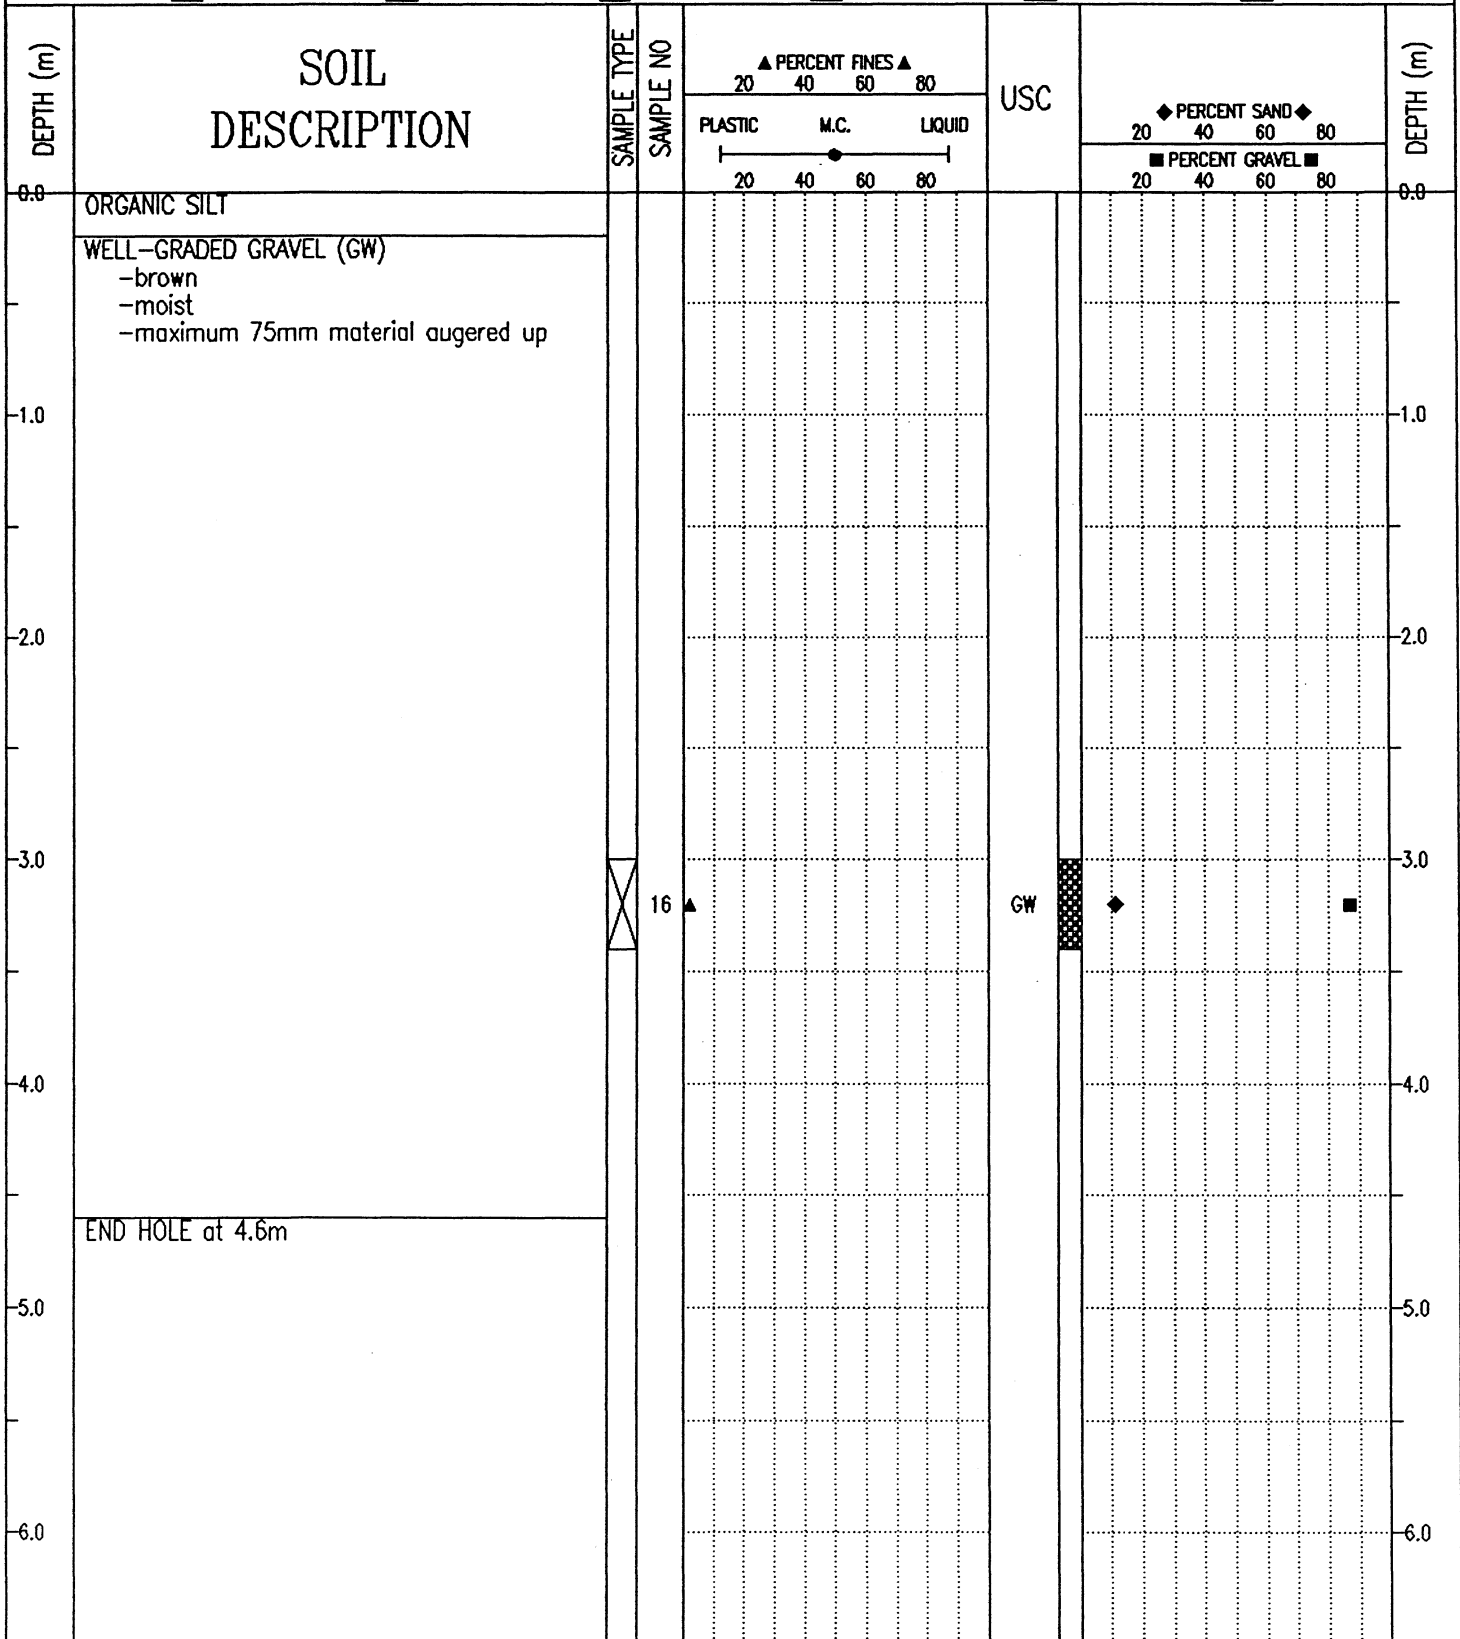 DEPTH (m)
SOIL
DESCRIPTION
SAMPLE TYPE
SAMPLE NO
▲ PERCENT FINES ▲
20 40 60 80
PLASTIC M.C. LIQUID
20 40 60 80
USC
◆ PERCENT SAND ◆
20 40 60 80
■ PERCENT GRAVEL ■
20 40 60 80
DEPTH (m)
0.0 0.0
ORGANIC SILT
WELL-GRADED GRAVEL (GW)
-brown
-moist
-maximum 75mm material augered up
1.0 1.0
2.0 2.0
3.0 3.0
16 GW
4.0 4.0
END HOLE at 4.6m
5.0 5.0
6.0 6.0